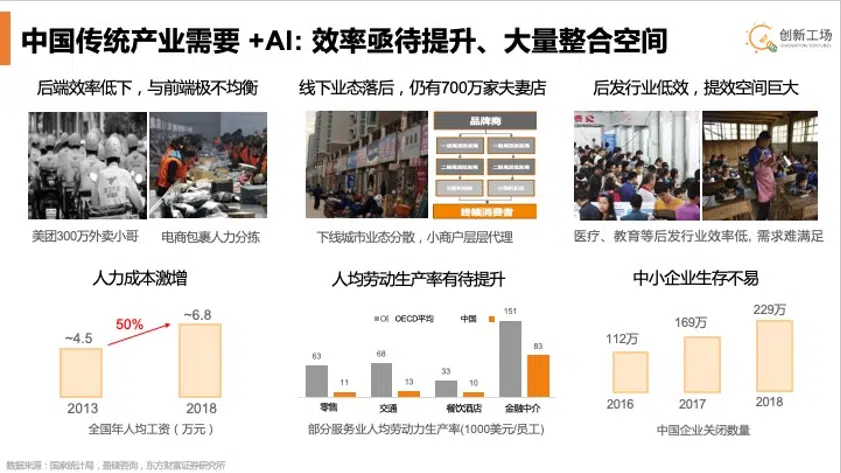 中国传统产业需要 +AI: 效率亟待提升、大量整合空间
创新工场
SINOVATION VENTURES
后端效率低下，与前端极不均衡
线下业态落后，仍有700万家夫妻店
后发行业低效，提效空间巨大
品牌商
终端消费者
美团300万外卖小哥
电商包裹人力分拣
下线城市业态分散，小商户层层代理
医疗、教育等后发行业效率低, 需求难满足
人力成本激增
人均劳动生产率有待提升
中小企业生存不易
~4.5
50%
~6.8
2013
2018
全国年人均工资（万元）
OE
OECD平均
中国
63
11
68
13
33
10
151
83
零售
交通
餐饮酒店
金融中介
部分服务业人均劳动力生产率(1000美元/员工)
112万
169万
229万
2016
2017
2018
中国企业关闭数量
数据来源：国家统计局，盈碟咨询，东方财富证券研究所